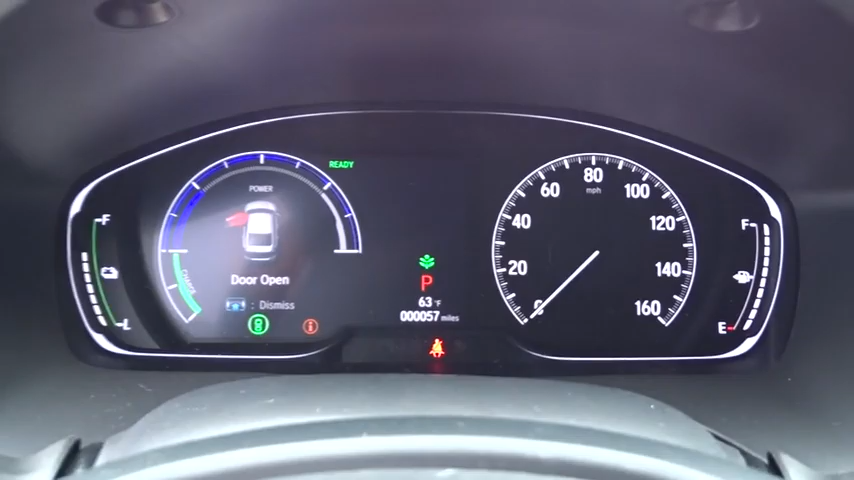 READY
POWER
Door Open
: Dismiss
CHARGE
F
L
P
63 °F
000057 miles
0
20
40
60
80
100
120
140
160
mph
F
E